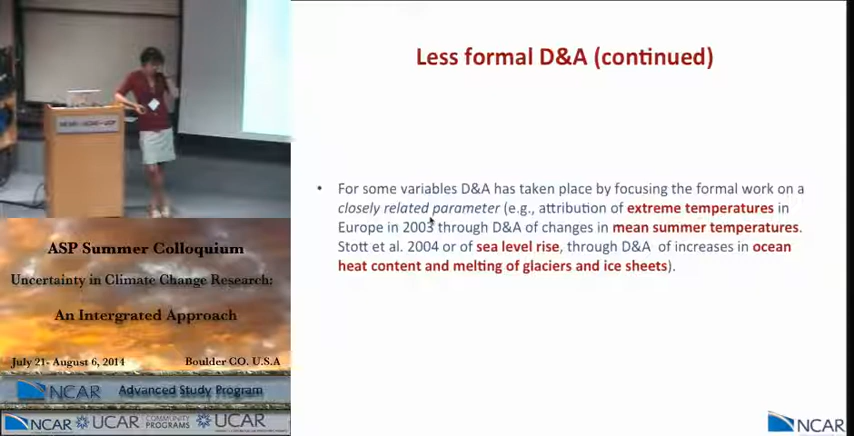 Less formal D&A (continued)
• For some variables D&A has taken place by focusing the formal work on a
closely related parameter (e.g., attribution of extreme temperatures in
Europe in 2003 through D&A of changes in mean summer temperatures.
Stott et al. 2004 or of sea level rise, through D&A of increases in ocean
heat content and melting of glaciers and ice sheets).
ASP Summer Colloquium
Uncertainty in Climate Change Research:
An Intergrated Approach
July 21- August 6, 2014 Boulder CO. U.S.A
NCAR Advanced Study Program
NCAR UCAR COMMUNITY PROGRAMS UCAR
NCAR